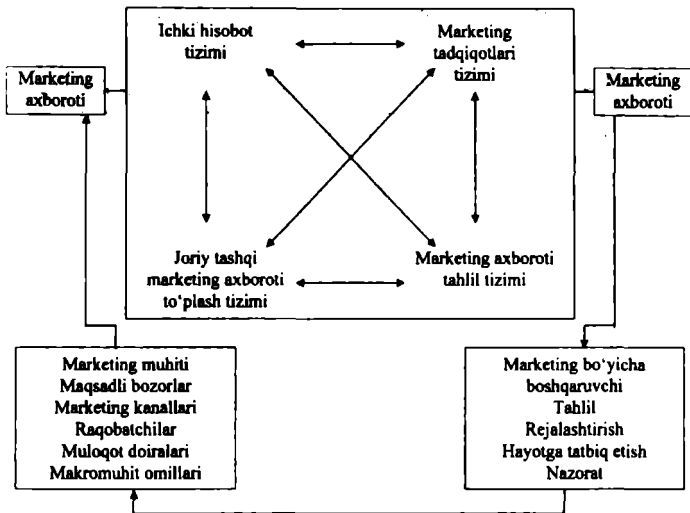 Ichki hisobot
tizimi
Marketing
tadqiqotlari
tizimi
Marketing
axboroti
Marketing
axboroti
Joriy tashqi
marketing axboroti
to‘plash tizimi
Marketing axboroti
tahlil tizimi
Marketing muhiti
Maqsadli bozorlar
Marketing kanallari
Raqobatchilar
Muloqot doiralari
Makromuhit omillari
Marketing bo‘yicha
boshqaruvchi
Tahlil
Rejalashtirish
Hayotga tatbiq etish
Nazorat